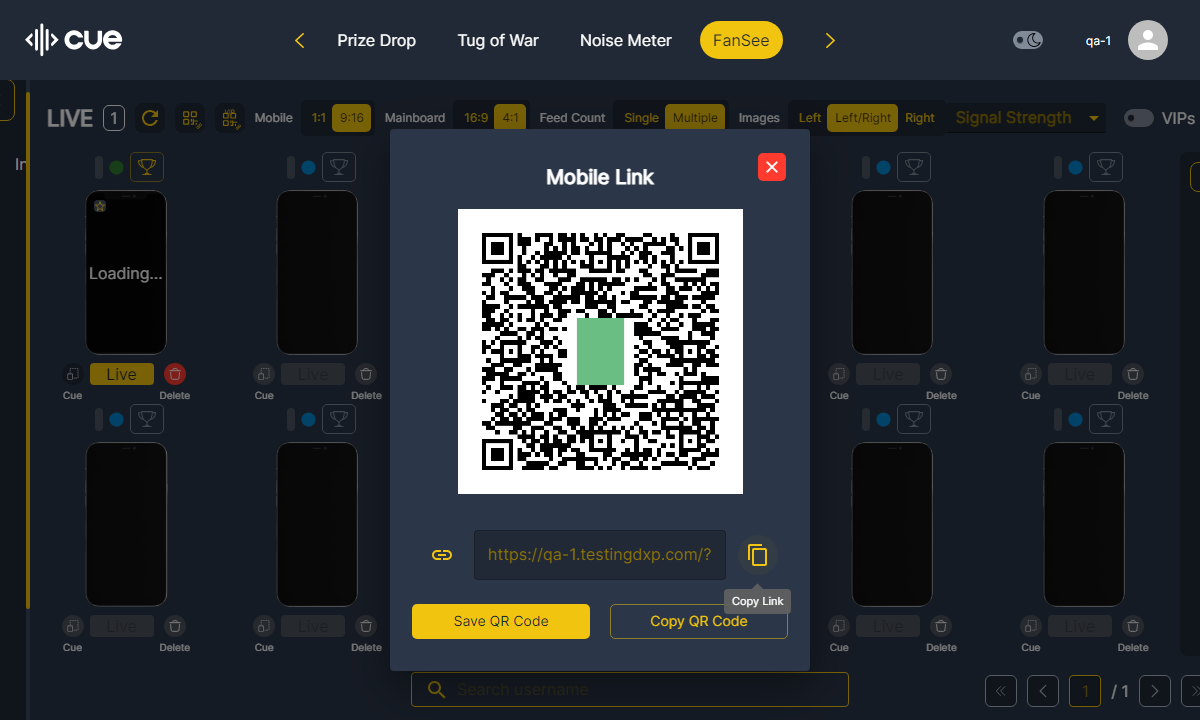 cue
Prize Drop
Tug of War
Noise Meter
FanSee
qa-1
LIVE 1
Mobile 1:1 9:16
Mainboard 16:9 4:1
Feed Count Single Multiple
Images Left Left/Right Right
Signal Strength
VIPs
In
Loading...
Live
Live
Live
Live
Cue Delete
Cue Delete
Cue Delete
Cue Delete
Mobile Link
https://qa-1.testingdxp.com/?
Copy Link
Save QR Code
Copy QR Code
Live
Live
Live
Live
Cue Delete
Cue Delete
Cue Delete
Cue Delete
Search username
1 / 1